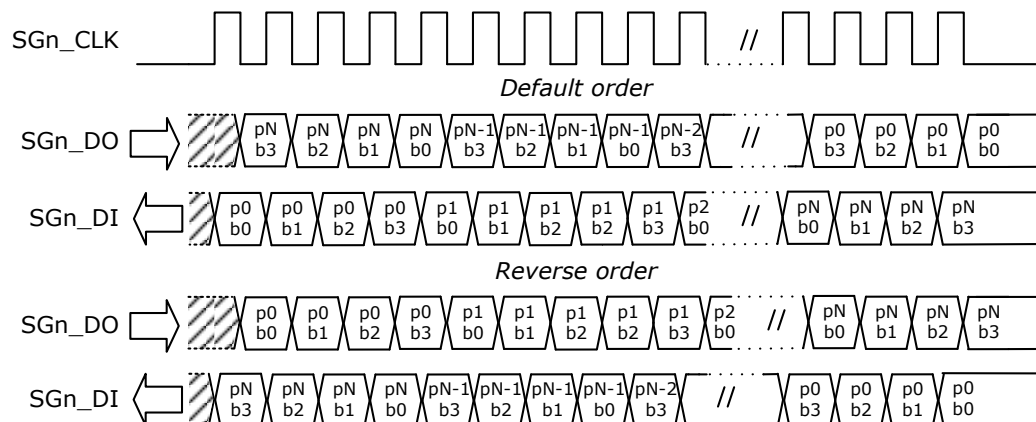 SGn_CLK //
Default order
SGn_DO pN pN pN pN pN-1 pN-1 pN-1 pN-1 pN-2 // p0 p0 p0 p0
b3 b2 b1 b0 b3 b2 b1 b0 b3 b3 b2 b1 b0
SGn_DI p0 p0 p0 p0 p1 p1 p1 p1 p1 p2 // pN pN pN pN
b0 b1 b2 b3 b0 b1 b2 b2 b3 b0 b0 b1 b2 b3
Reverse order
SGn_DO p0 p0 p0 p0 p1 p1 p1 p1 p1 p2 // pN pN pN pN
b0 b1 b2 b3 b0 b1 b2 b2 b3 b0 b0 b1 b2 b3
SGn_DI pN pN pN pN pN-1 pN-1 pN-1 pN-1 pN-2 // p0 p0 p0 p0
b3 b2 b1 b0 b3 b2 b1 b0 b3 b3 b2 b1 b0